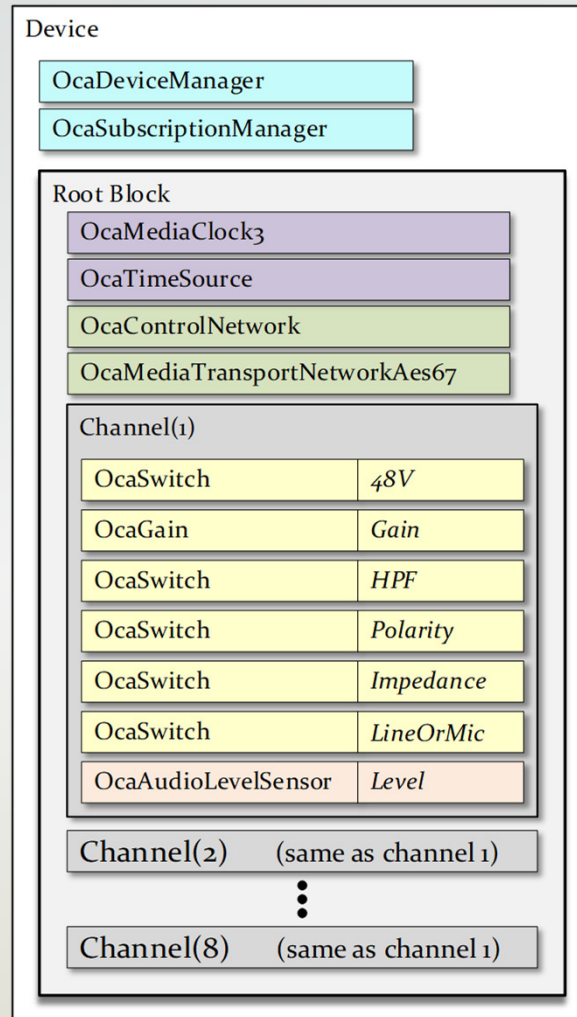 Device
OcaDeviceManager
OcaSubscriptionManager
Root Block
OcaMediaClock3
OcaTimeSource
OcaControlNetwork
OcaMediaTransportNetworkAes67
Channel(1)
OcaSwitch 48V
OcaGain Gain
OcaSwitch HPF
OcaSwitch Polarity
OcaSwitch Impedance
OcaSwitch LineOrMic
OcaAudioLevelSensor Level
Channel(2) (same as channel 1)
Channel(8) (same as channel 1)